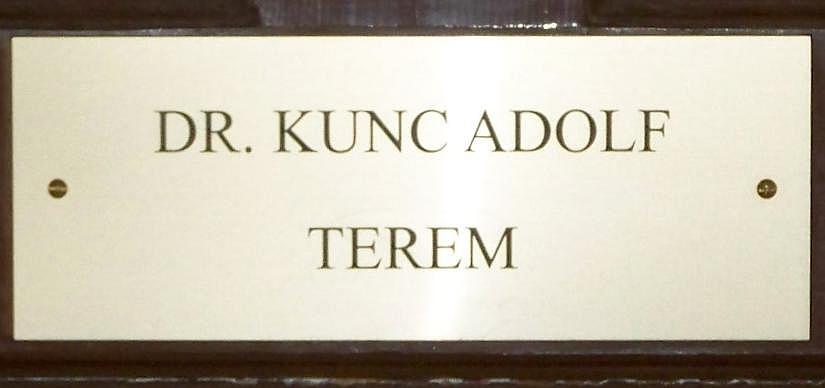 DR. KUNC ADOLF
TEREM